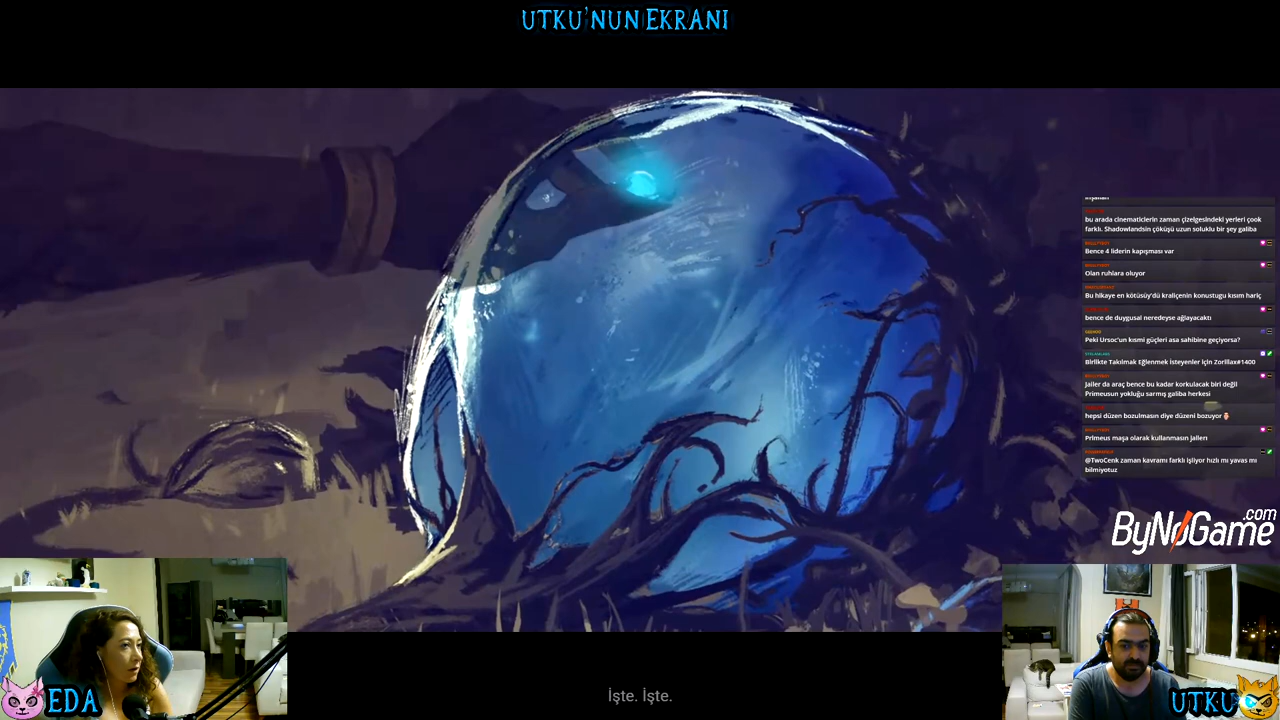 UTKU'NUN EKRANI
bu arada cinematiclerin zaman çizelgesindeki yerleri çook
farklı. Shadowlandsin çöküşü uzun soluklu bir şey galiba
Bence 4 liderin kapışması var
Olan ruhlara oluyor
Bu hikaye en kötüsüy'dü kraliçenin konustugu kısım hariç
bence de duygusal neredeyse ağlayacaktı
Peki Ursoc'un kısmi güçleri asa sahibine geçiyorsa?
Birlikte Takılmak Eğlenmek İsteyenler İçin Zorillax#1400
Jailer da araç bence bu kadar korkulacak biri değil
Primeusun yokluğu sarmış galiba herkesi
hepsi düzen bozulmasın diye düzeni bozuyor
Primeus maşa olarak kullanmasın jailerı
@TwoCenk zaman kavramı farklı işliyor hızlı mı yavas mı
bilmiyotuz
ByNoGame.com
EDA
UTKU
İşte. İşte.